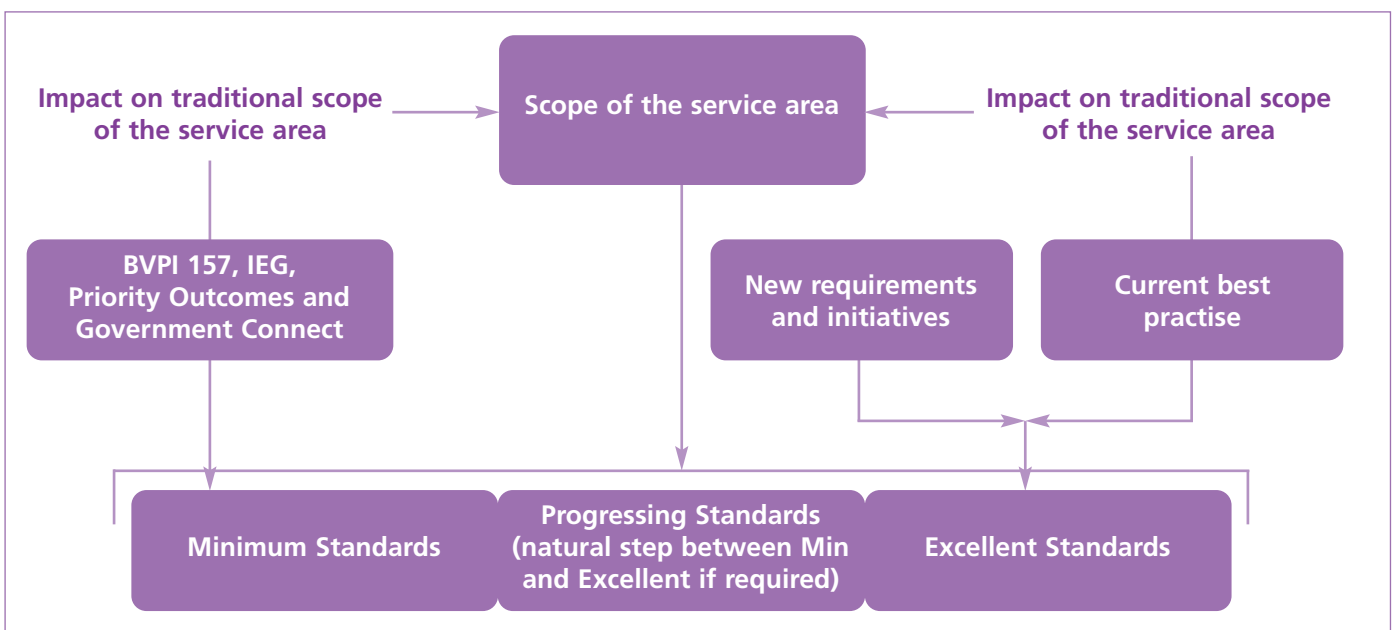 Impact on traditional scope
of the service area
Scope of the service area
Impact on traditional scope
of the service area
BVPI 157, IEG,
Priority Outcomes and
Government Connect
New requirements
and initiatives
Current best
practise
Minimum Standards
Progressing Standards
(natural step between Min
and Excellent if required)
Excellent Standards